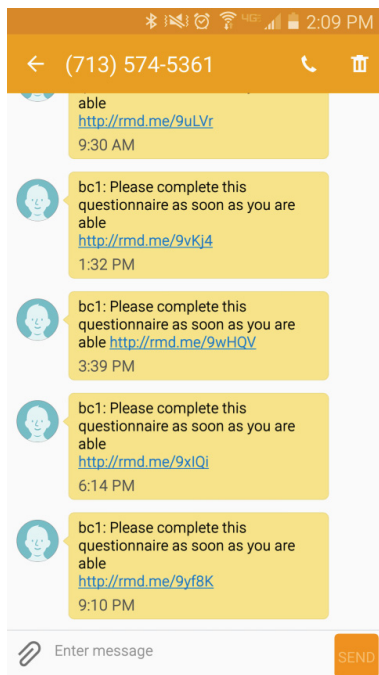 4G 2:09 PM
(713) 574-5361
able
http://rmd.me/9uLVr
9:30 AM
bc1: Please complete this
questionnaire as soon as you are
able
http://rmd.me/9vKj4
1:32 PM
bc1: Please complete this
questionnaire as soon as you are
able http://rmd.me/9wHQV
3:39 PM
bc1: Please complete this
questionnaire as soon as you are
able
http://rmd.me/9xIQi
6:14 PM
bc1: Please complete this
questionnaire as soon as you are
able
http://rmd.me/9yf8K
9:10 PM
Enter message
SEND